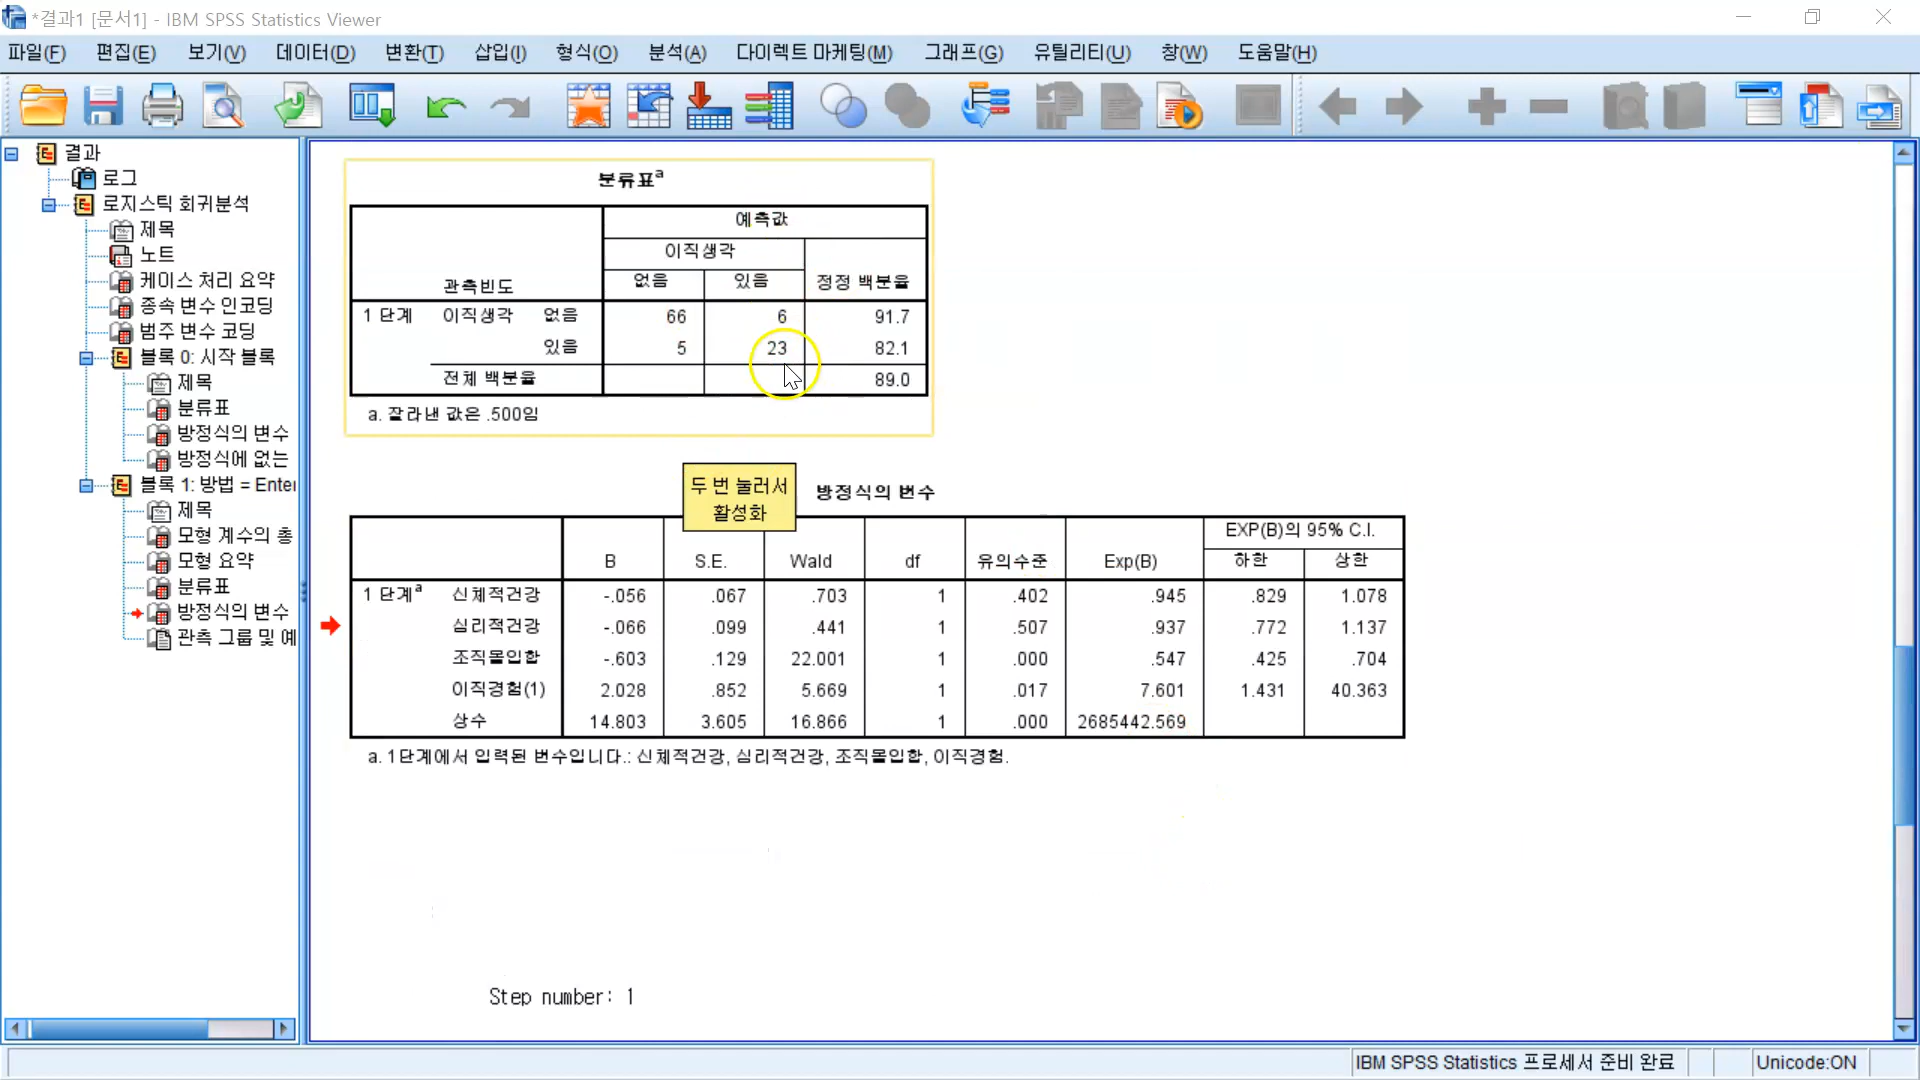 *결과1 [문서1] - IBM SPSS Statistics Viewer
파일(F) 편집(E) 보기(V) 데이터(D) 변환(T) 삽입(I) 형식(O) 분석(A) 다이렉트 마케팅(M) 그래프(G) 유틸리티(U) 창(W) 도움말(H)
결과
로그
로지스틱 회귀분석
제목
노트
케이스 처리 요약
종속 변수 인코딩
범주 변수 코딩
블록 0: 시작 블록
제목
분류표
방정식의 변수
방정식에 없는
블록 1: 방법 = Enter
제목
모형 계수의 총
모형 요약
분류표
방정식의 변수
관측 그룹 및 예
분류표a
예측값
이직생각
관측빈도 없음 있음 정정 백분율
1 단계 이직생각 없음 66 6 91.7
있음 5 23 82.1
전체 백분율 89.0
a. 잘라낸 값은 .500임
두 번 눌러서
활성화
방정식의 변수
EXP(B)의 95% C.I.
B S.E. Wald df 유의수준 Exp(B) 하한 상한
1 단계a 신체적건강 -.056 .067 .703 1 .402 .945 .829 1.078
심리적건강 -.066 .099 .441 1 .507 .937 .772 1.137
조직몰입합 -.603 .129 22.001 1 .000 .547 .425 .704
이직경험(1) 2.028 .852 5.669 1 .017 7.601 1.431 40.363
상수 14.803 3.605 16.866 1 .000 2685442.569
a. 1단계에서 입력된 변수입니다.: 신체적건강, 심리적건강, 조직몰입합, 이직경험.
Step number: 1
IBM SPSS Statistics 프로세서 준비 완료
Unicode:ON